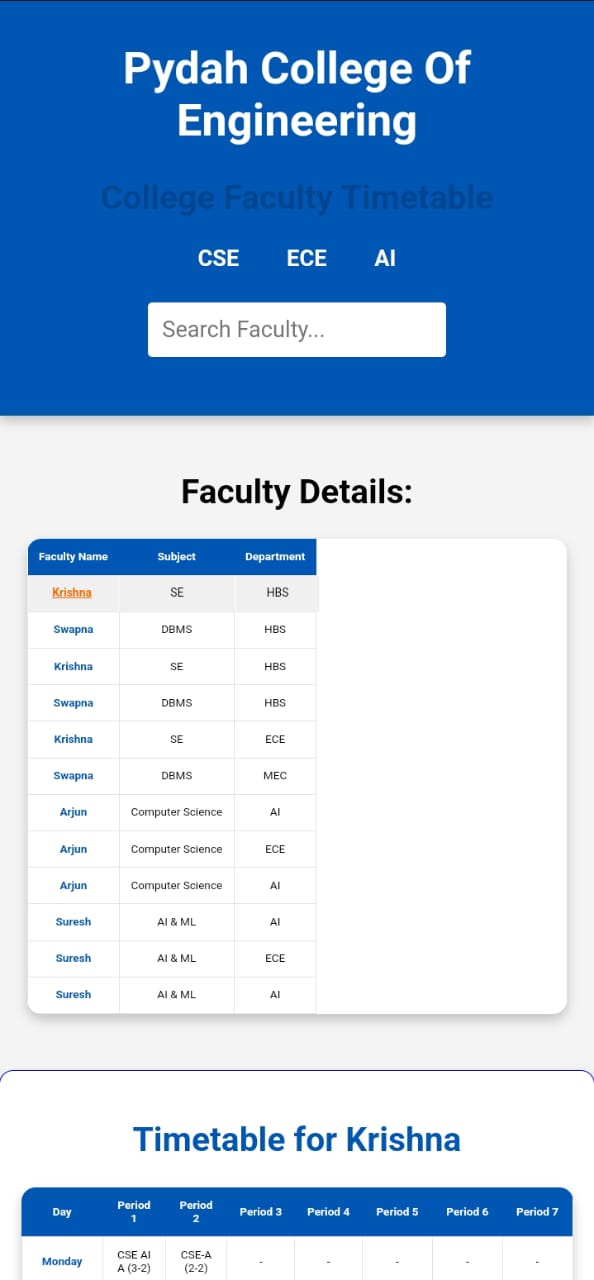 Pydah College Of
Engineering
College Faculty Timetable
CSE ECE AI
Search Faculty...
Faculty Details:
Faculty Name Subject Department
Krishna SE HBS
Swapna DBMS HBS
Krishna SE HBS
Swapna DBMS HBS
Krishna SE ECE
Swapna DBMS MEC
Arjun Computer Science AI
Arjun Computer Science ECE
Arjun Computer Science AI
Suresh AI & ML AI
Suresh AI & ML ECE
Suresh AI & ML AI
Timetable for Krishna
Day Period 1 Period 2 Period 3 Period 4 Period 5 Period 6 Period 7
Monday CSE AI A (3-2) CSE-A (2-2) - - - - -